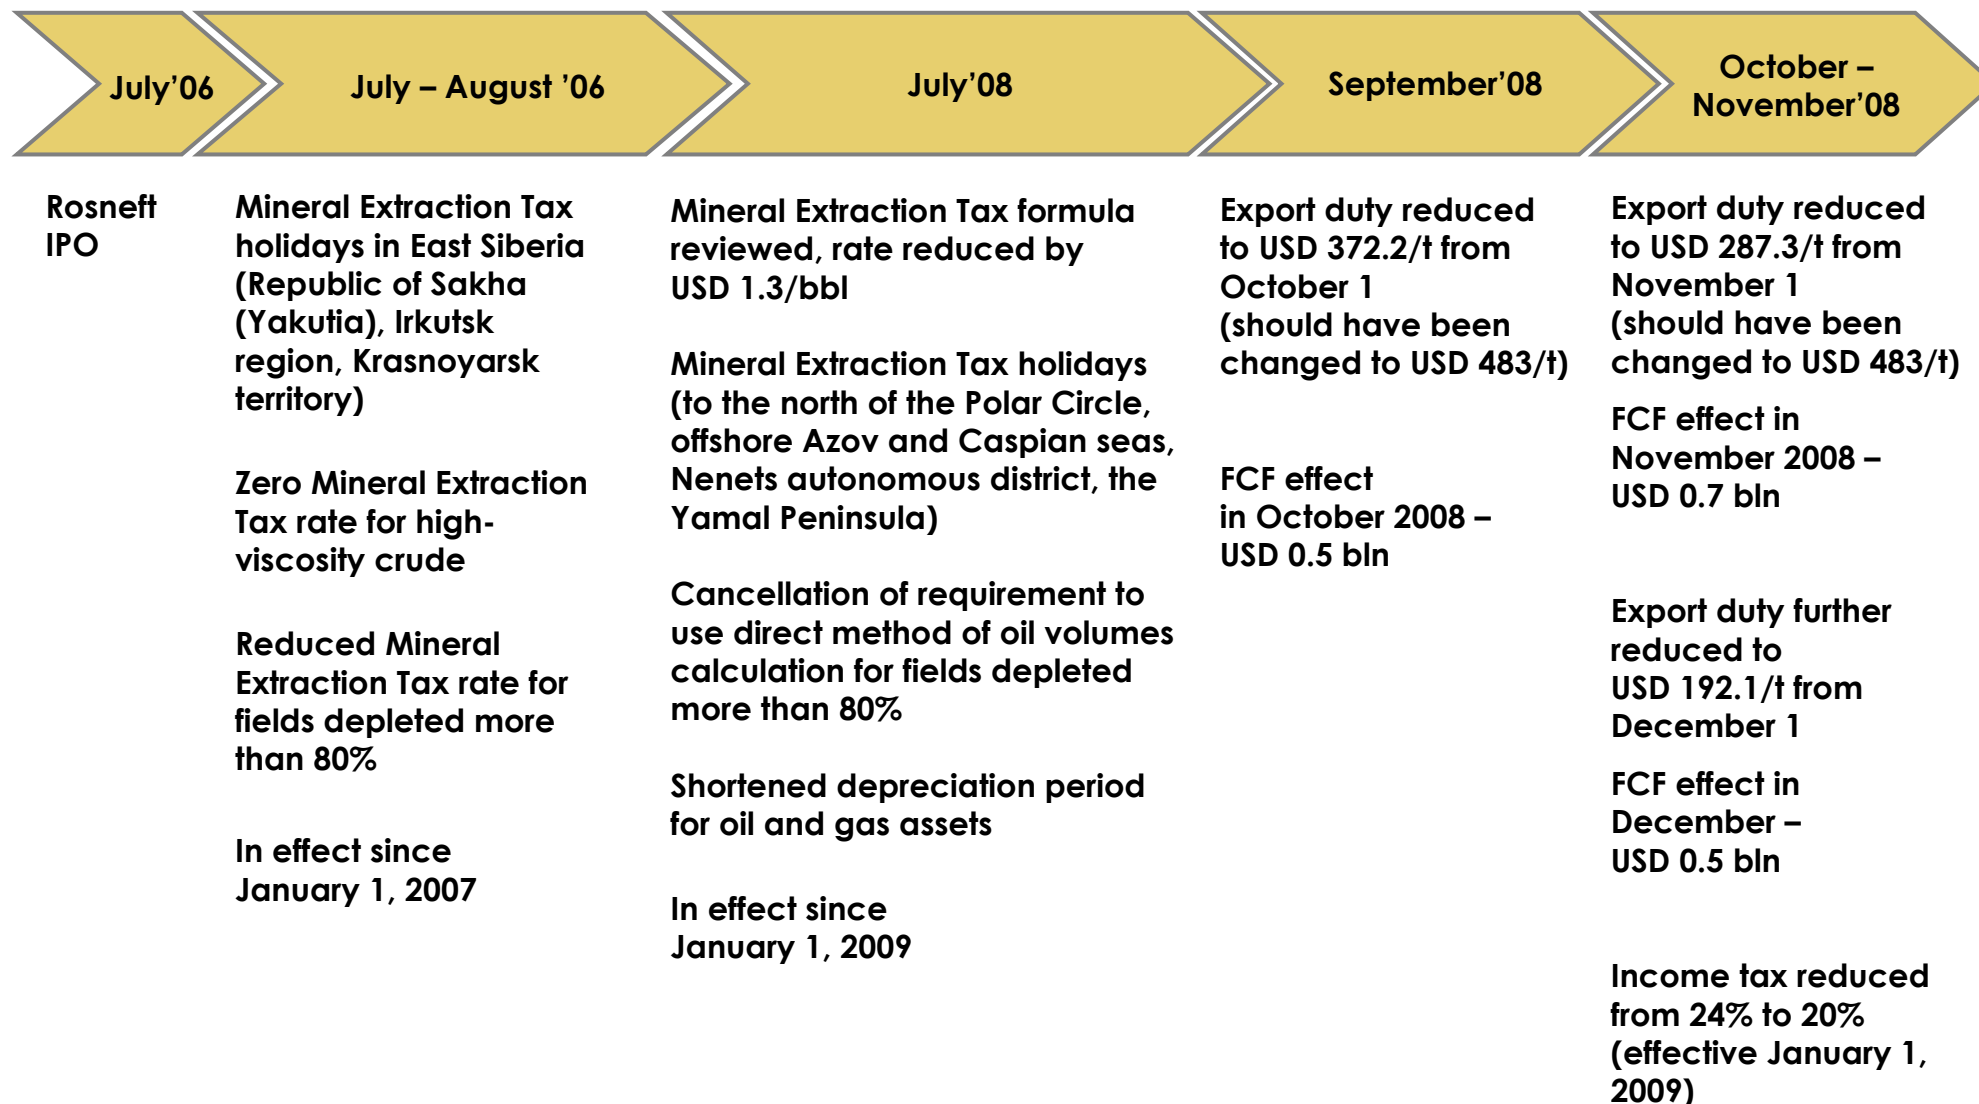 July’06
July – August ’06
July’08
September’08
October –
November’08
Rosneft
IPO
Mineral Extraction Tax
holidays in East Siberia
(Republic of Sakha
(Yakutia), Irkutsk
region, Krasnoyarsk
territory)
Zero Mineral Extraction
Tax rate for high-
viscosity crude
Reduced Mineral
Extraction Tax rate for
fields depleted more
than 80%
In effect since
January 1, 2007
Mineral Extraction Tax formula
reviewed, rate reduced by
USD 1.3/bbl
Mineral Extraction Tax holidays
(to the north of the Polar Circle,
offshore Azov and Caspian seas,
Nenets autonomous district, the
Yamal Peninsula)
Cancellation of requirement to
use direct method of oil volumes
calculation for fields depleted
more than 80%
Shortened depreciation period
for oil and gas assets
In effect since
January 1, 2009
Export duty reduced
to USD 372.2/t from
October 1
(should have been
changed to USD 483/t)
FCF effect
in October 2008 –
USD 0.5 bln
Export duty reduced
to USD 287.3/t from
November 1
(should have been
changed to USD 483/t)
FCF effect in
November 2008 –
USD 0.7 bln
Export duty further
reduced to
USD 192.1/t from
December 1
FCF effect in
December –
USD 0.5 bln
Income tax reduced
from 24% to 20%
(effective January 1,
2009)